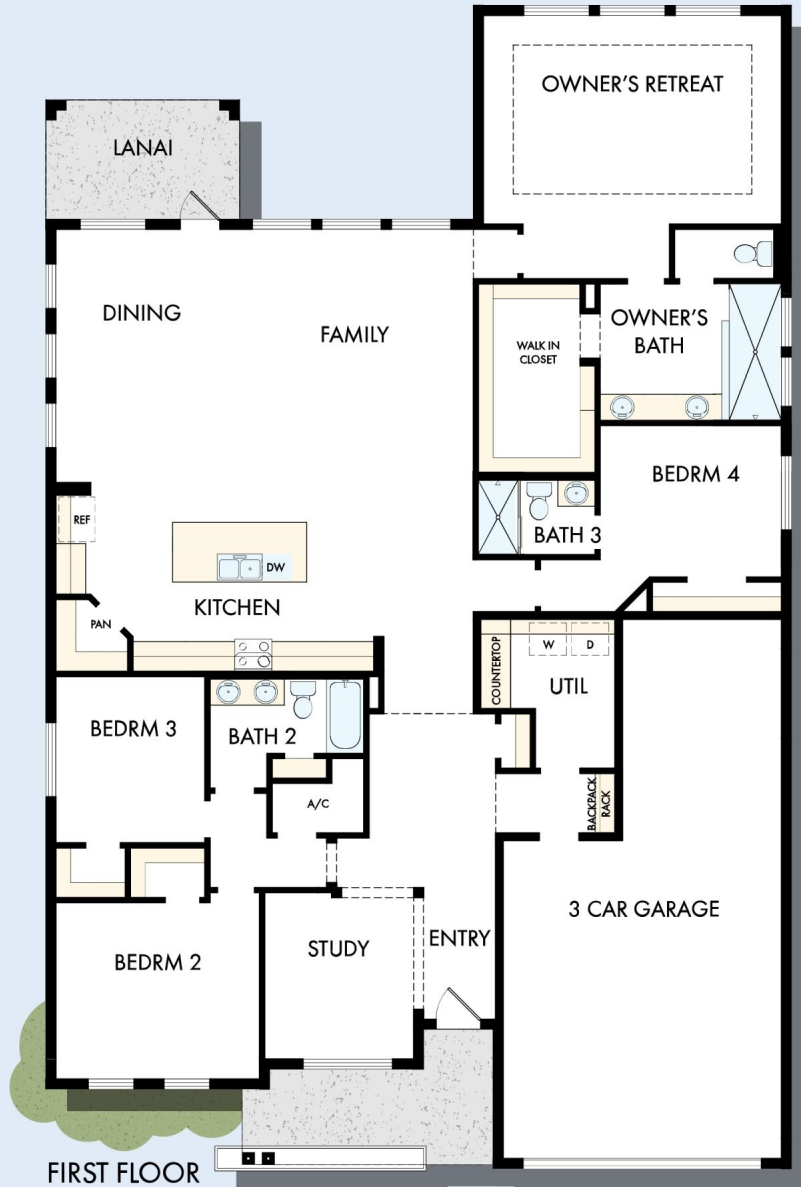 OWNER'S RETREAT
LANAI
DINING
FAMILY
WALK IN
CLOSET
OWNER'S
BATH
BEDRM 4
REF
BATH 3
DW
KITCHEN
PAN
W
D
COUNTERTOP
UTIL
BEDRM 3
BATH 2
A/C
BACKPACK
RACK
3 CAR GARAGE
BEDRM 2
STUDY
ENTRY
FIRST FLOOR